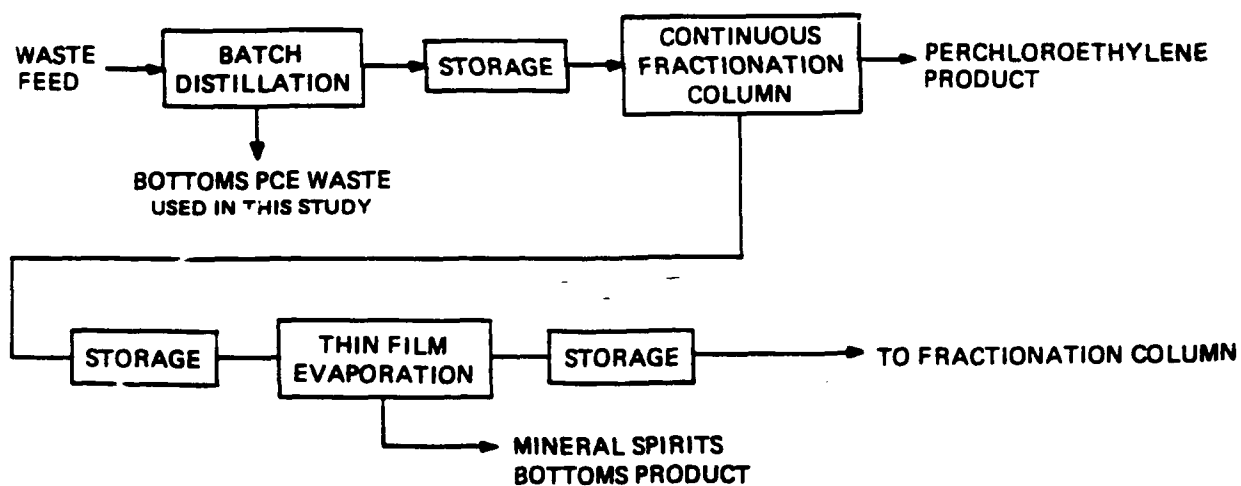 WASTE
FEED
BATCH
DISTILLATION
STORAGE
CONTINUOUS
FRACTIONATION
COLUMN
PERCHLOROETHYLENE
PRODUCT
BOTTOMS PCE WASTE
USED IN THIS STUDY
STORAGE
THIN FILM
EVAPORATION
STORAGE
TO FRACTIONATION COLUMN
MINERAL SPIRITS
BOTTOMS PRODUCT